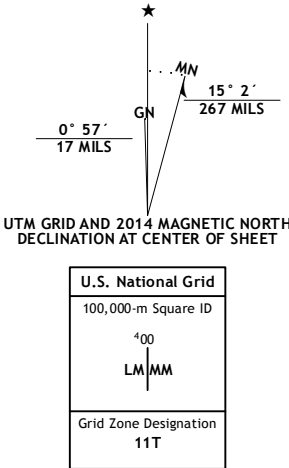 ★
MN
GN
15° 2´
267 MILS
0° 57´
17 MILS
UTM GRID AND 2014 MAGNETIC NORTH
DECLINATION AT CENTER OF SHEET
U.S. National Grid
100,000-m Square ID
⁴00
LM MM
Grid Zone Designation
11T